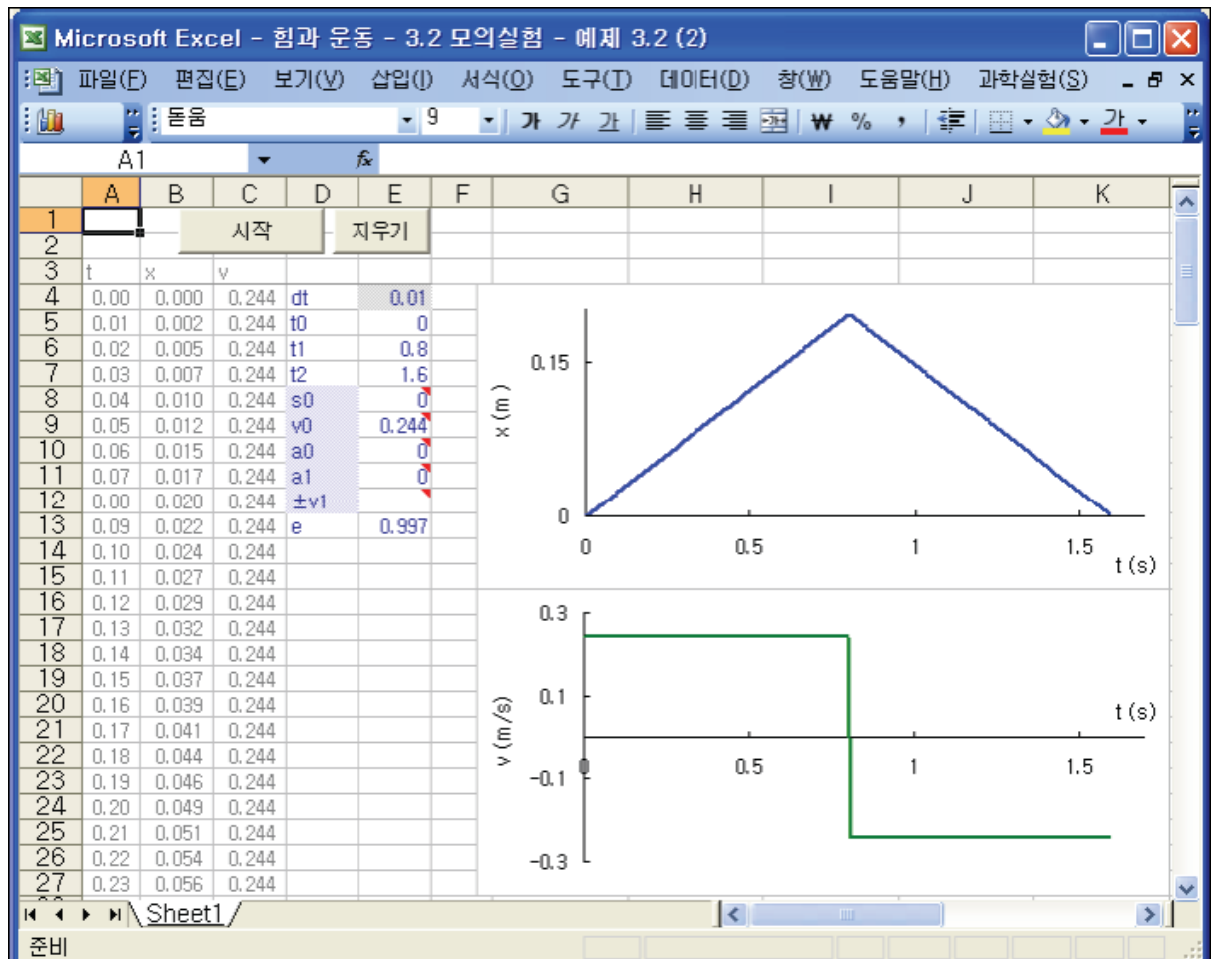 Microsoft Excel - 힘과 운동 - 3.2 모의실험 - 예제 3.2 (2)
파일(F) 편집(E) 보기(V) 삽입(I) 서식(O) 도구(T) 데이터(D) 창(W) 도움말(H) 과학실험(S)
돋움 9 가 가 가 ₩ % , 가
A1 fx
A B C D E F G H I J K
1 시작 지우기
2
3 t x v
4 0.00 0.000 0.244 dt 0.01
5 0.01 0.002 0.244 t0 0
6 0.02 0.005 0.244 t1 0.8
7 0.03 0.007 0.244 t2 1.6
8 0.04 0.010 0.244 s0 0
9 0.05 0.012 0.244 v0 0.244
10 0.06 0.015 0.244 a0 0
11 0.07 0.017 0.244 a1 0
12 0.00 0.020 0.244 ±v1
13 0.09 0.022 0.244 e 0.997
14 0.10 0.024 0.244
15 0.11 0.027 0.244
16 0.12 0.029 0.244
17 0.13 0.032 0.244
18 0.14 0.034 0.244
19 0.15 0.037 0.244
20 0.16 0.039 0.244
21 0.17 0.041 0.244
22 0.18 0.044 0.244
23 0.19 0.046 0.244
24 0.20 0.049 0.244
25 0.21 0.051 0.244
26 0.22 0.054 0.244
27 0.23 0.056 0.244
x (m)
0.15
0
0 0.5 1 1.5
t (s)
v (m/s)
0.3
0.1
t (s)
0 0.5 1 1.5
-0.1
-0.3
Sheet1
준비